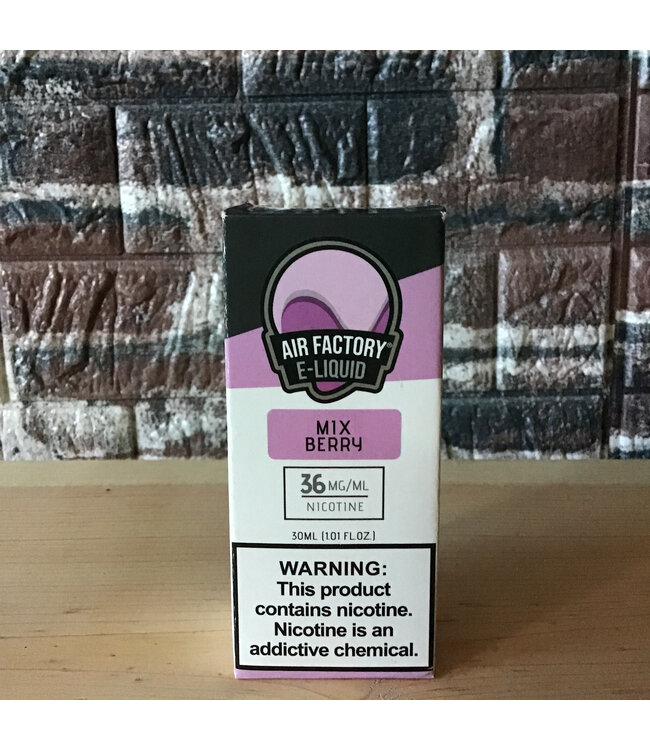 AIR FACTORY®
E-LIQUID
MIX
BERRY
36 MG/ML
NICOTINE
30ML (1.01 FL.OZ.)
WARNING:
This product
contains nicotine.
Nicotine is an
addictive chemical.